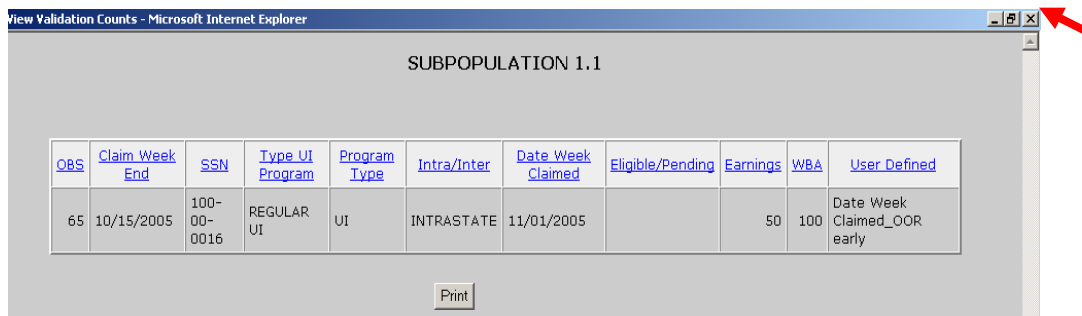 View Validation Counts - Microsoft Internet Explorer
SUBPOPULATION 1.1
OBS Claim Week End SSN Type UI Program Program Type Intra/Inter Date Week Claimed Eligible/Pending Earnings WBA User Defined
65 10/15/2005 100-00-0016 REGULAR UI UI INTRASTATE 11/01/2005 50 100 Date Week Claimed_OOR early
Print